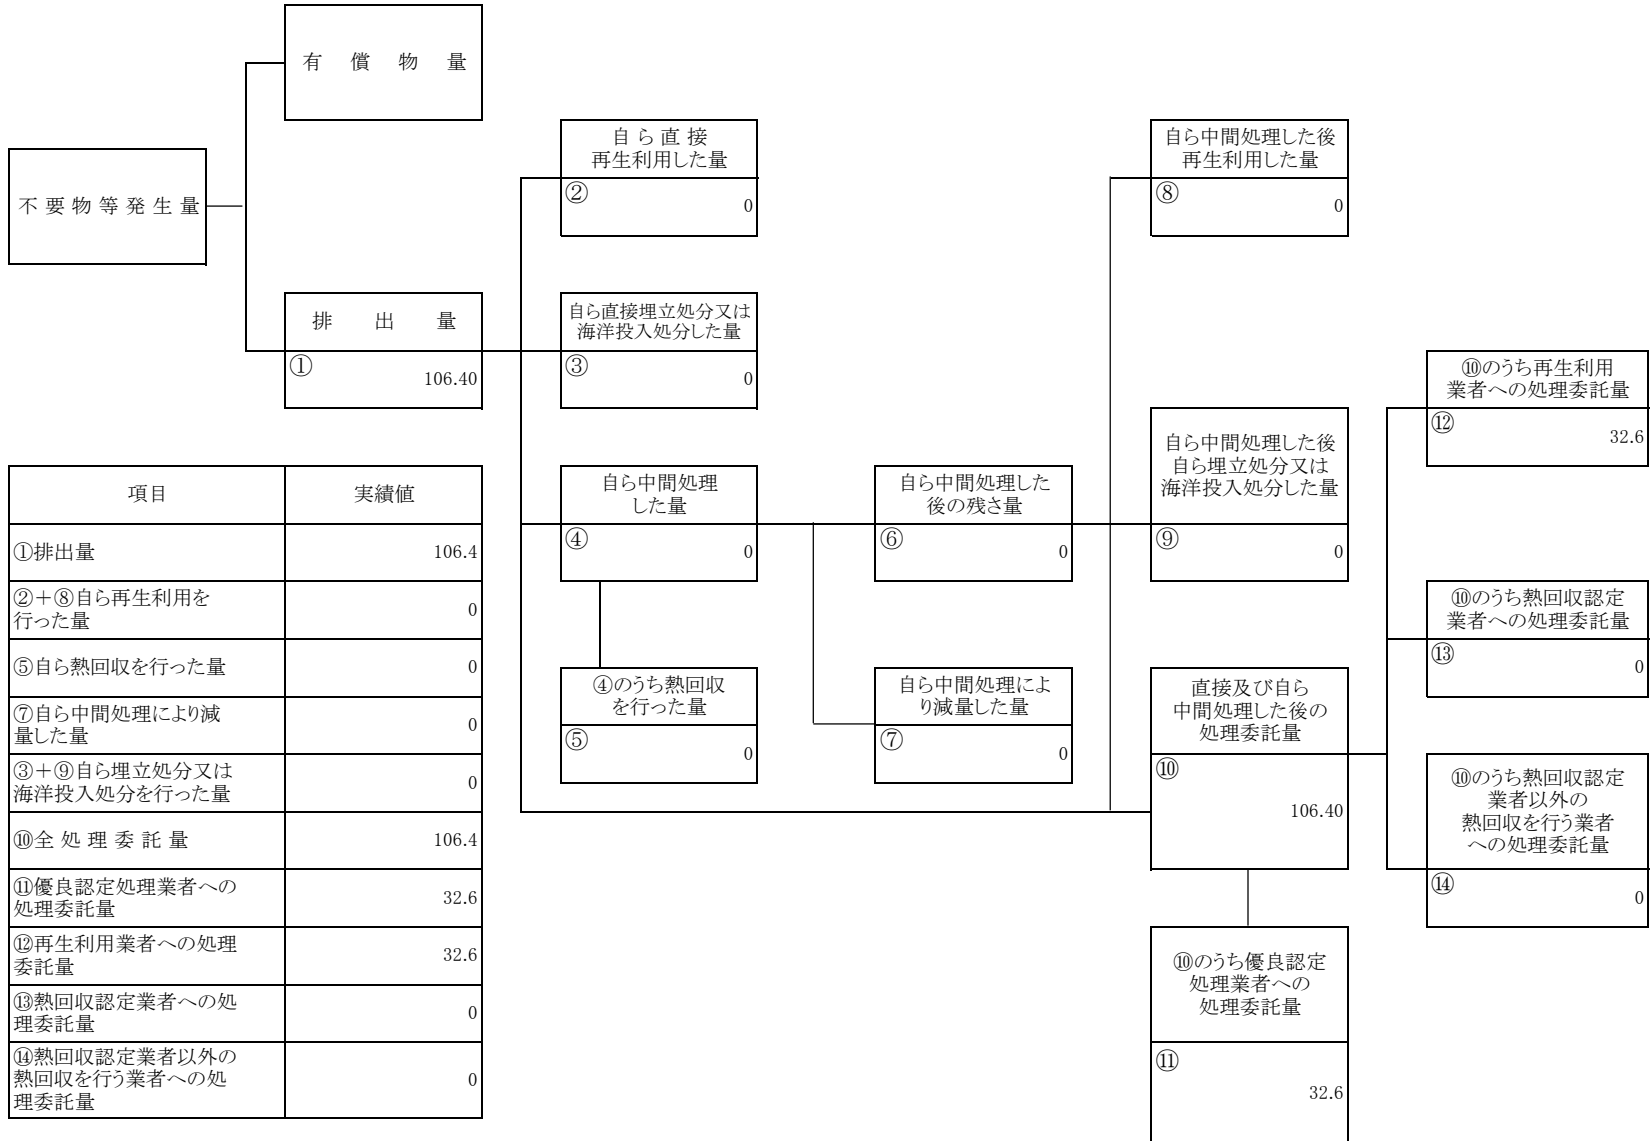 有 償 物 量
不 要 物 等 発 生 量
排 出 量
①
106.40
自 ら 直 接
再生利用した量
②
0
自ら直接埋立処分又は
海洋投入処分した量
③
0
自ら中間処理
した量
④
0
④のうち熱回収
を行った量
⑤
0
自ら中間処理した
後の残さ量
⑥
0
自ら中間処理によ
り減量した量
⑦
0
自ら中間処理した後
再生利用した量
⑧
0
自ら中間処理した後
自ら埋立処分又は
海洋投入処分した量
⑨
0
直接及び自ら
中間処理した後の
処理委託量
⑩
106.40
⑩のうち優良認定
処理業者への
処理委託量
⑪
32.6
⑩のうち再生利用
業者への処理委託量
⑫
32.6
⑩のうち熱回収認定
業者への処理委託量
⑬
0
⑩のうち熱回収認定
業者以外の
熱回収を行う業者
への処理委託量
⑭
0
項目 実績値
①排出量 106.4
②＋⑧自ら再生利用を
行った量 0
⑤自ら熱回収を行った量 0
⑦自ら中間処理により減
量した量 0
③＋⑨自ら埋立処分又は
海洋投入処分を行った量 0
⑩全 処 理 委 託 量 106.4
⑪優良認定処理業者への
処理委託量 32.6
⑫再生利用業者への処理
委託量 32.6
⑬熱回収認定業者への処
理委託量 0
⑭熱回収認定業者以外の
熱回収を行う業者への処
理委託量 0